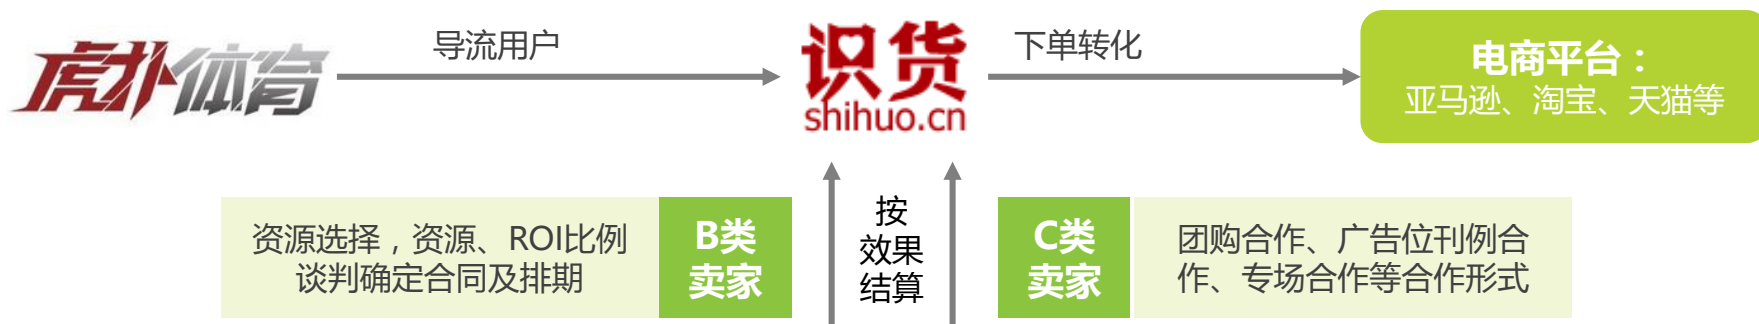 虎扑体育
导流用户
识货
shihuo.cn
下单转化
电商平台：
亚马逊、淘宝、天猫等
资源选择，资源、ROI比例
谈判确定合同及排期
B类
卖家
按
效果
结算
C类
卖家
团购合作、广告位刊例合
作、专场合作等合作形式